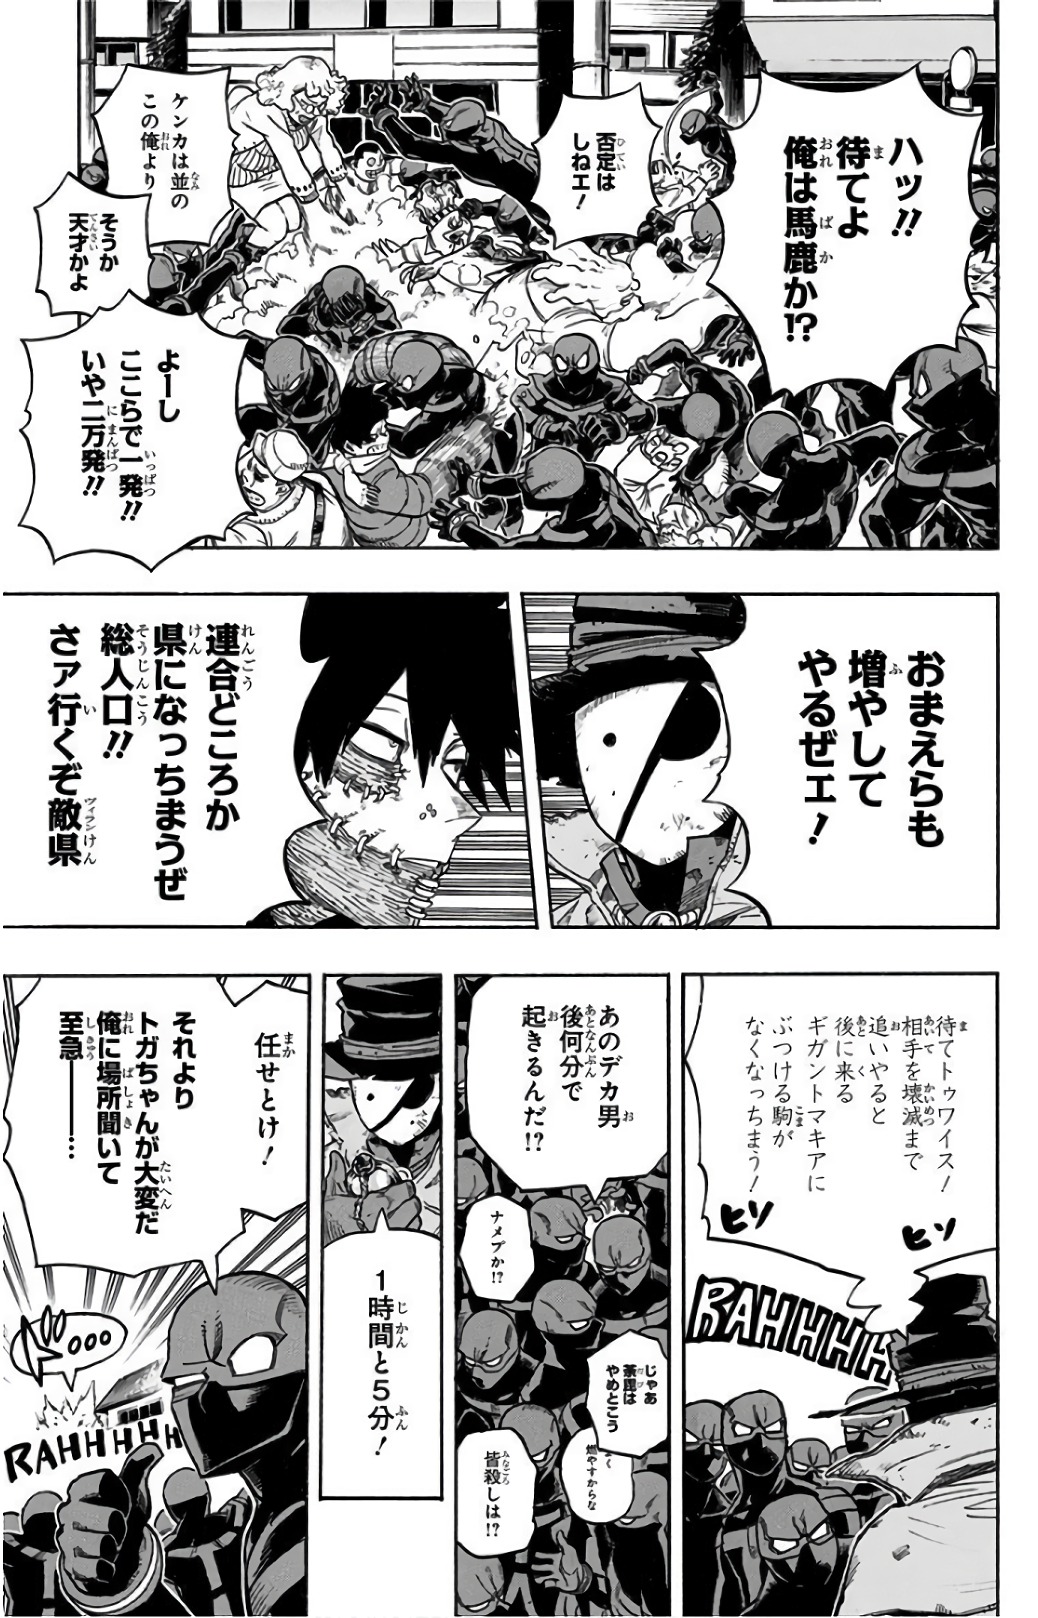 ハッ!!
待てよ
俺は馬鹿か!?
否定は
しねエ!
ケンカは並の
この俺より
そうか
天才かよ
よーし
ここらで一発!!
いや二万発!!
おまえらも
増やして
やるぜエ!
連合どころか
県になっちまうぜ
総人口!!
さァ行くぞ敵県
待てトゥワイス!
相手を壊滅まで
追いやると
後に来る
ギガントマキアに
ぶつける駒が
なくなっちまう!
ヒソ
ヒソ
RAHHHHH
あのデカ男
後何分で
起きるんだ!?
ナメプか!?
じゃあ
荼毘は
やめとこう
燃やすからな
皆殺しは!?
1時間と5分!
任せとけ!
それより
トガちゃんが大変だ
俺に場所聞いて
至急———…
RAHHHHHH